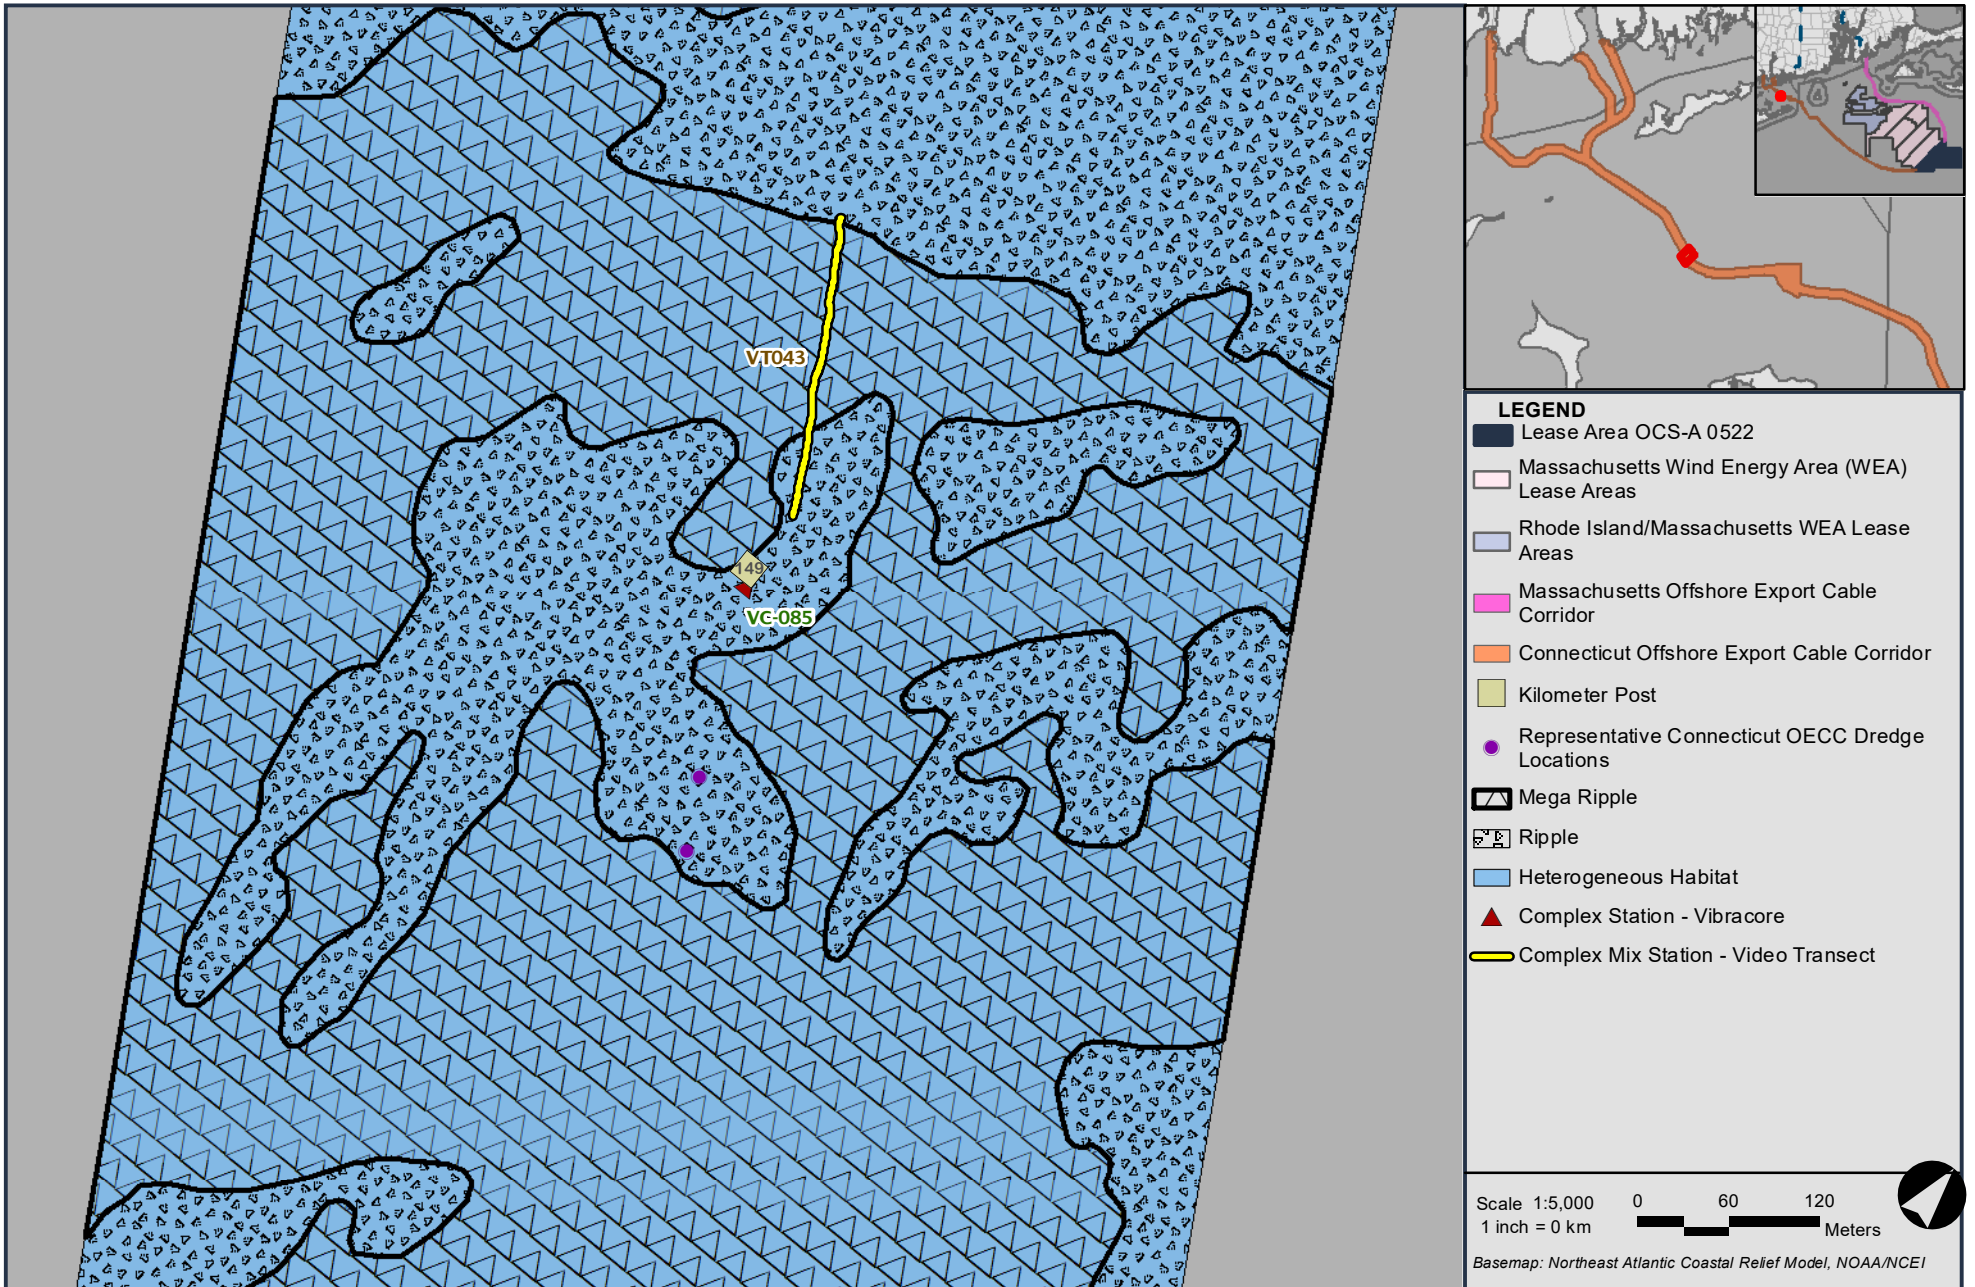 VT043
149
VC-085
LEGEND
Lease Area OCS-A 0522
Massachusetts Wind Energy Area (WEA)
Lease Areas
Rhode Island/Massachusetts WEA Lease
Areas
Massachusetts Offshore Export Cable
Corridor
Connecticut Offshore Export Cable Corridor
Kilometer Post
Representative Connecticut OECC Dredge
Locations
Mega Ripple
Ripple
Heterogeneous Habitat
Complex Station - Vibracore
Complex Mix Station - Video Transect
Scale 1:5,000
1 inch = 0 km
0 60 120
Meters
Basemap: Northeast Atlantic Coastal Relief Model, NOAA/NCEI